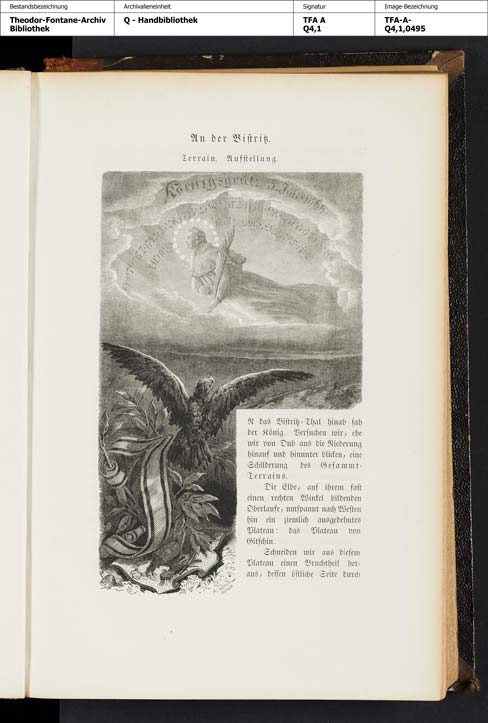 Bestandsbezeichnung
Archivalieneinheit
Signatur
Image-Bezeichnung
Theodor-Fontane-Archiv
Bibliothek
Q - Handbibliothek
TFA A
Q4,1
TFA-A-
Q4,1,0495
An der Bistritz.
Terrain. Aufstellung.
Königgrätz 3. Juli
N das Bistritz-Thal hinab sah
der König. Versuchen wir, ehe
wir von Dub aus die Niederung
hinauf und hinunter blicken, eine
Schilderung des Gesammt-
Terrains.
Die Elbe, auf ihrem fast
einen rechten Winkel bildenden
Oberlaufe, umspannt nach Westen
hin ein ziemlich ausgedehntes
Plateau: das Plateau von
Gitschin.
Schneiden wir aus diesem
Plateau einen Bruchtheil her-
aus, dessen östliche Seite durch